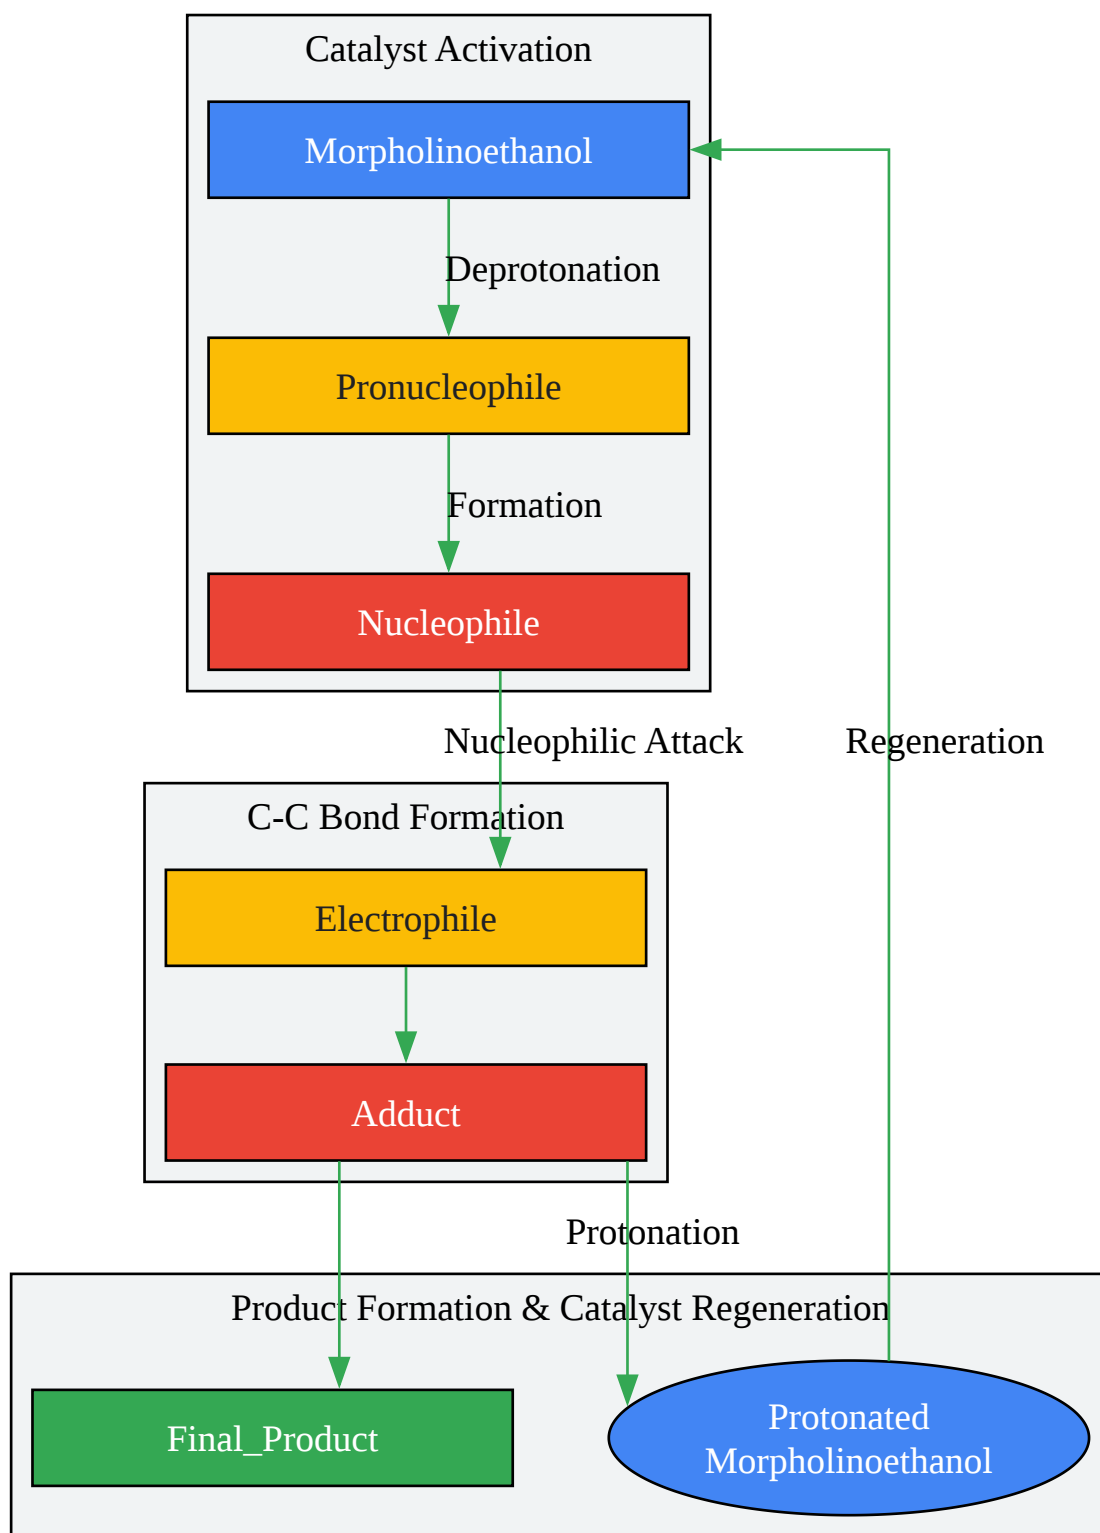 Catalyst Activation
Morpholinoethanol
Deprotonation
Pronucleophile
Formation
Nucleophile
Nucleophilic Attack
Regeneration
C-C Bond Formation
Electrophile
Adduct
Protonation
Product Formation & Catalyst Regeneration
Final_Product
Protonated
Morpholinoethanol